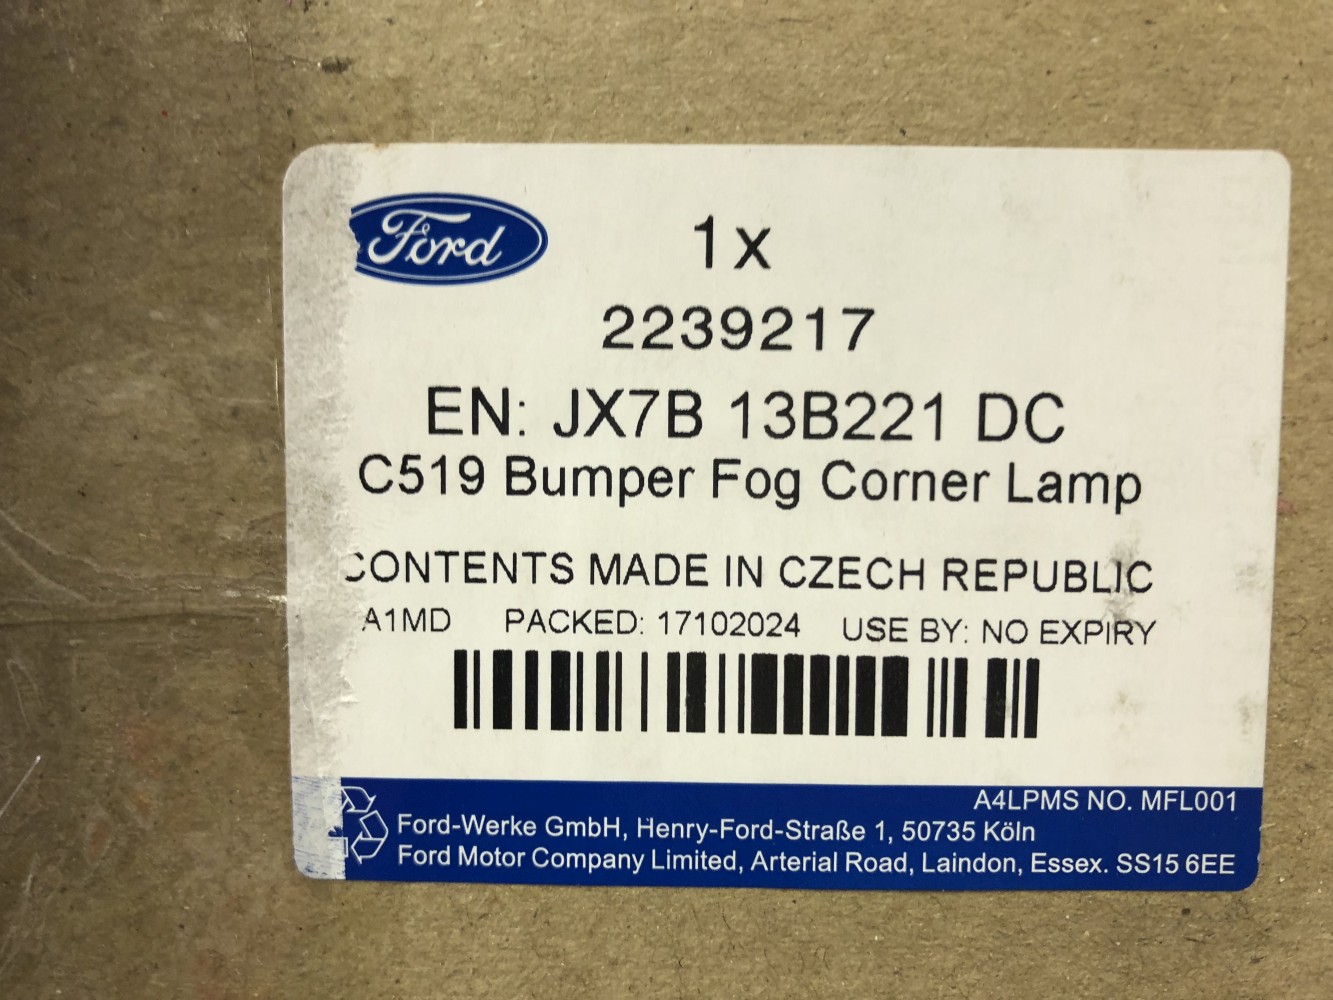 Ford
1x
2239217
EN: JX7B 13B221 DC
C519 Bumper Fog Corner Lamp
CONTENTS MADE IN CZECH REPUBLIC
A1MD PACKED: 17102024 USE BY: NO EXPIRY
A4LPMS NO. MFL001
Ford-Werke GmbH, Henry-Ford-Straße 1, 50735 Köln
Ford Motor Company Limited, Arterial Road, Laindon, Essex. SS15 6EE